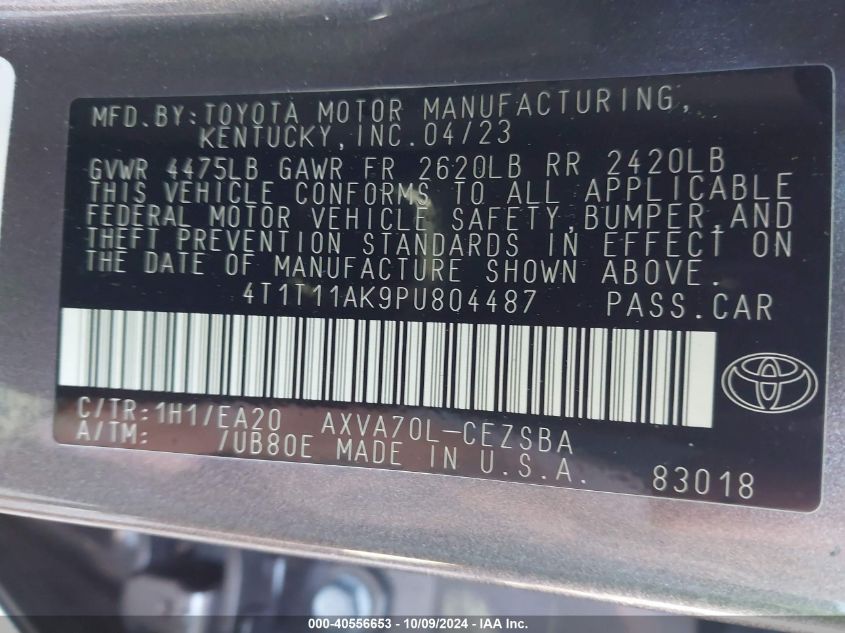 MFD.BY:TOYOTA MOTOR MANUFACTURING,
KENTUCKY,INC.04/23
GVWR 4475LB GAWR FR 2620LB RR 2420LB
THIS VEHICLE CONFORMS TO ALL APPLICABLE
FEDERAL MOTOR VEHICLE SAFETY,BUMPER,AND
THEFT PREVENTION STANDARDS IN EFFECT ON
THE DATE OF MANUFACTURE SHOWN ABOVE.
4T1T11AK9PU804487 PASS.CAR
C/TR:1H1/EA20 AXVA70L-CEZSBA
A/TM: /UB80E MADE IN U.S.A.
83018
000-40556653 - 10/09/2024 - IAA Inc.